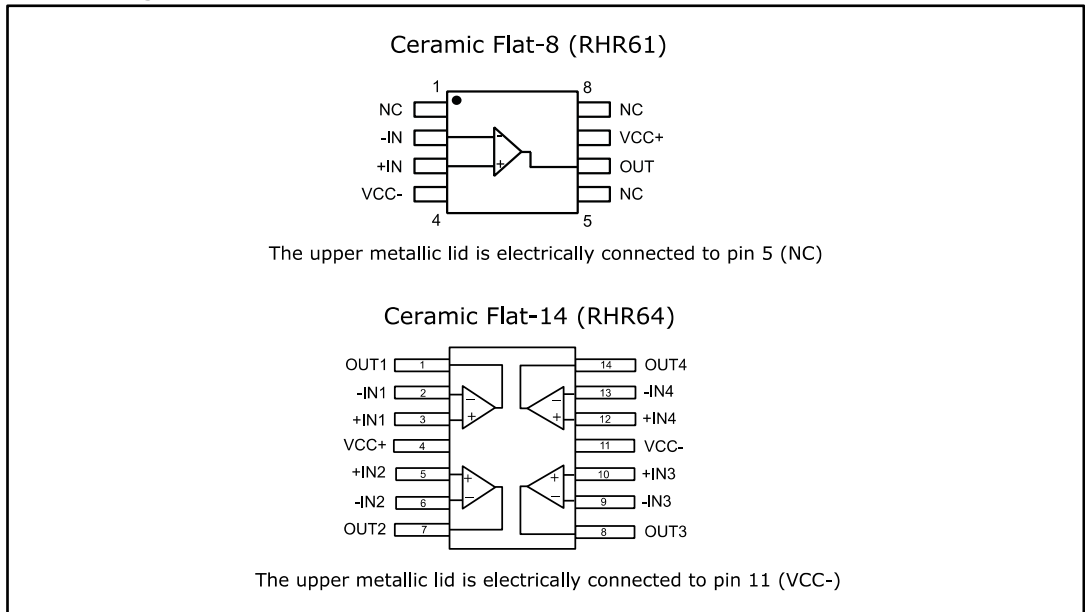 Ceramic Flat-8 (RHR61)
1 8
NC NC
-IN - VCC+
+IN + OUT
VCC- NC
4 5
The upper metallic lid is electrically connected to pin 5 (NC)
Ceramic Flat-14 (RHR64)
OUT1 1 14 OUT4
-IN1 2 − − 13 -IN4
+IN1 3 + + 12 +IN4
VCC+ 4 11 VCC-
+IN2 5 + + 10 +IN3
-IN2 6 − − 9 -IN3
OUT2 7 8 OUT3
The upper metallic lid is electrically connected to pin 11 (VCC-)